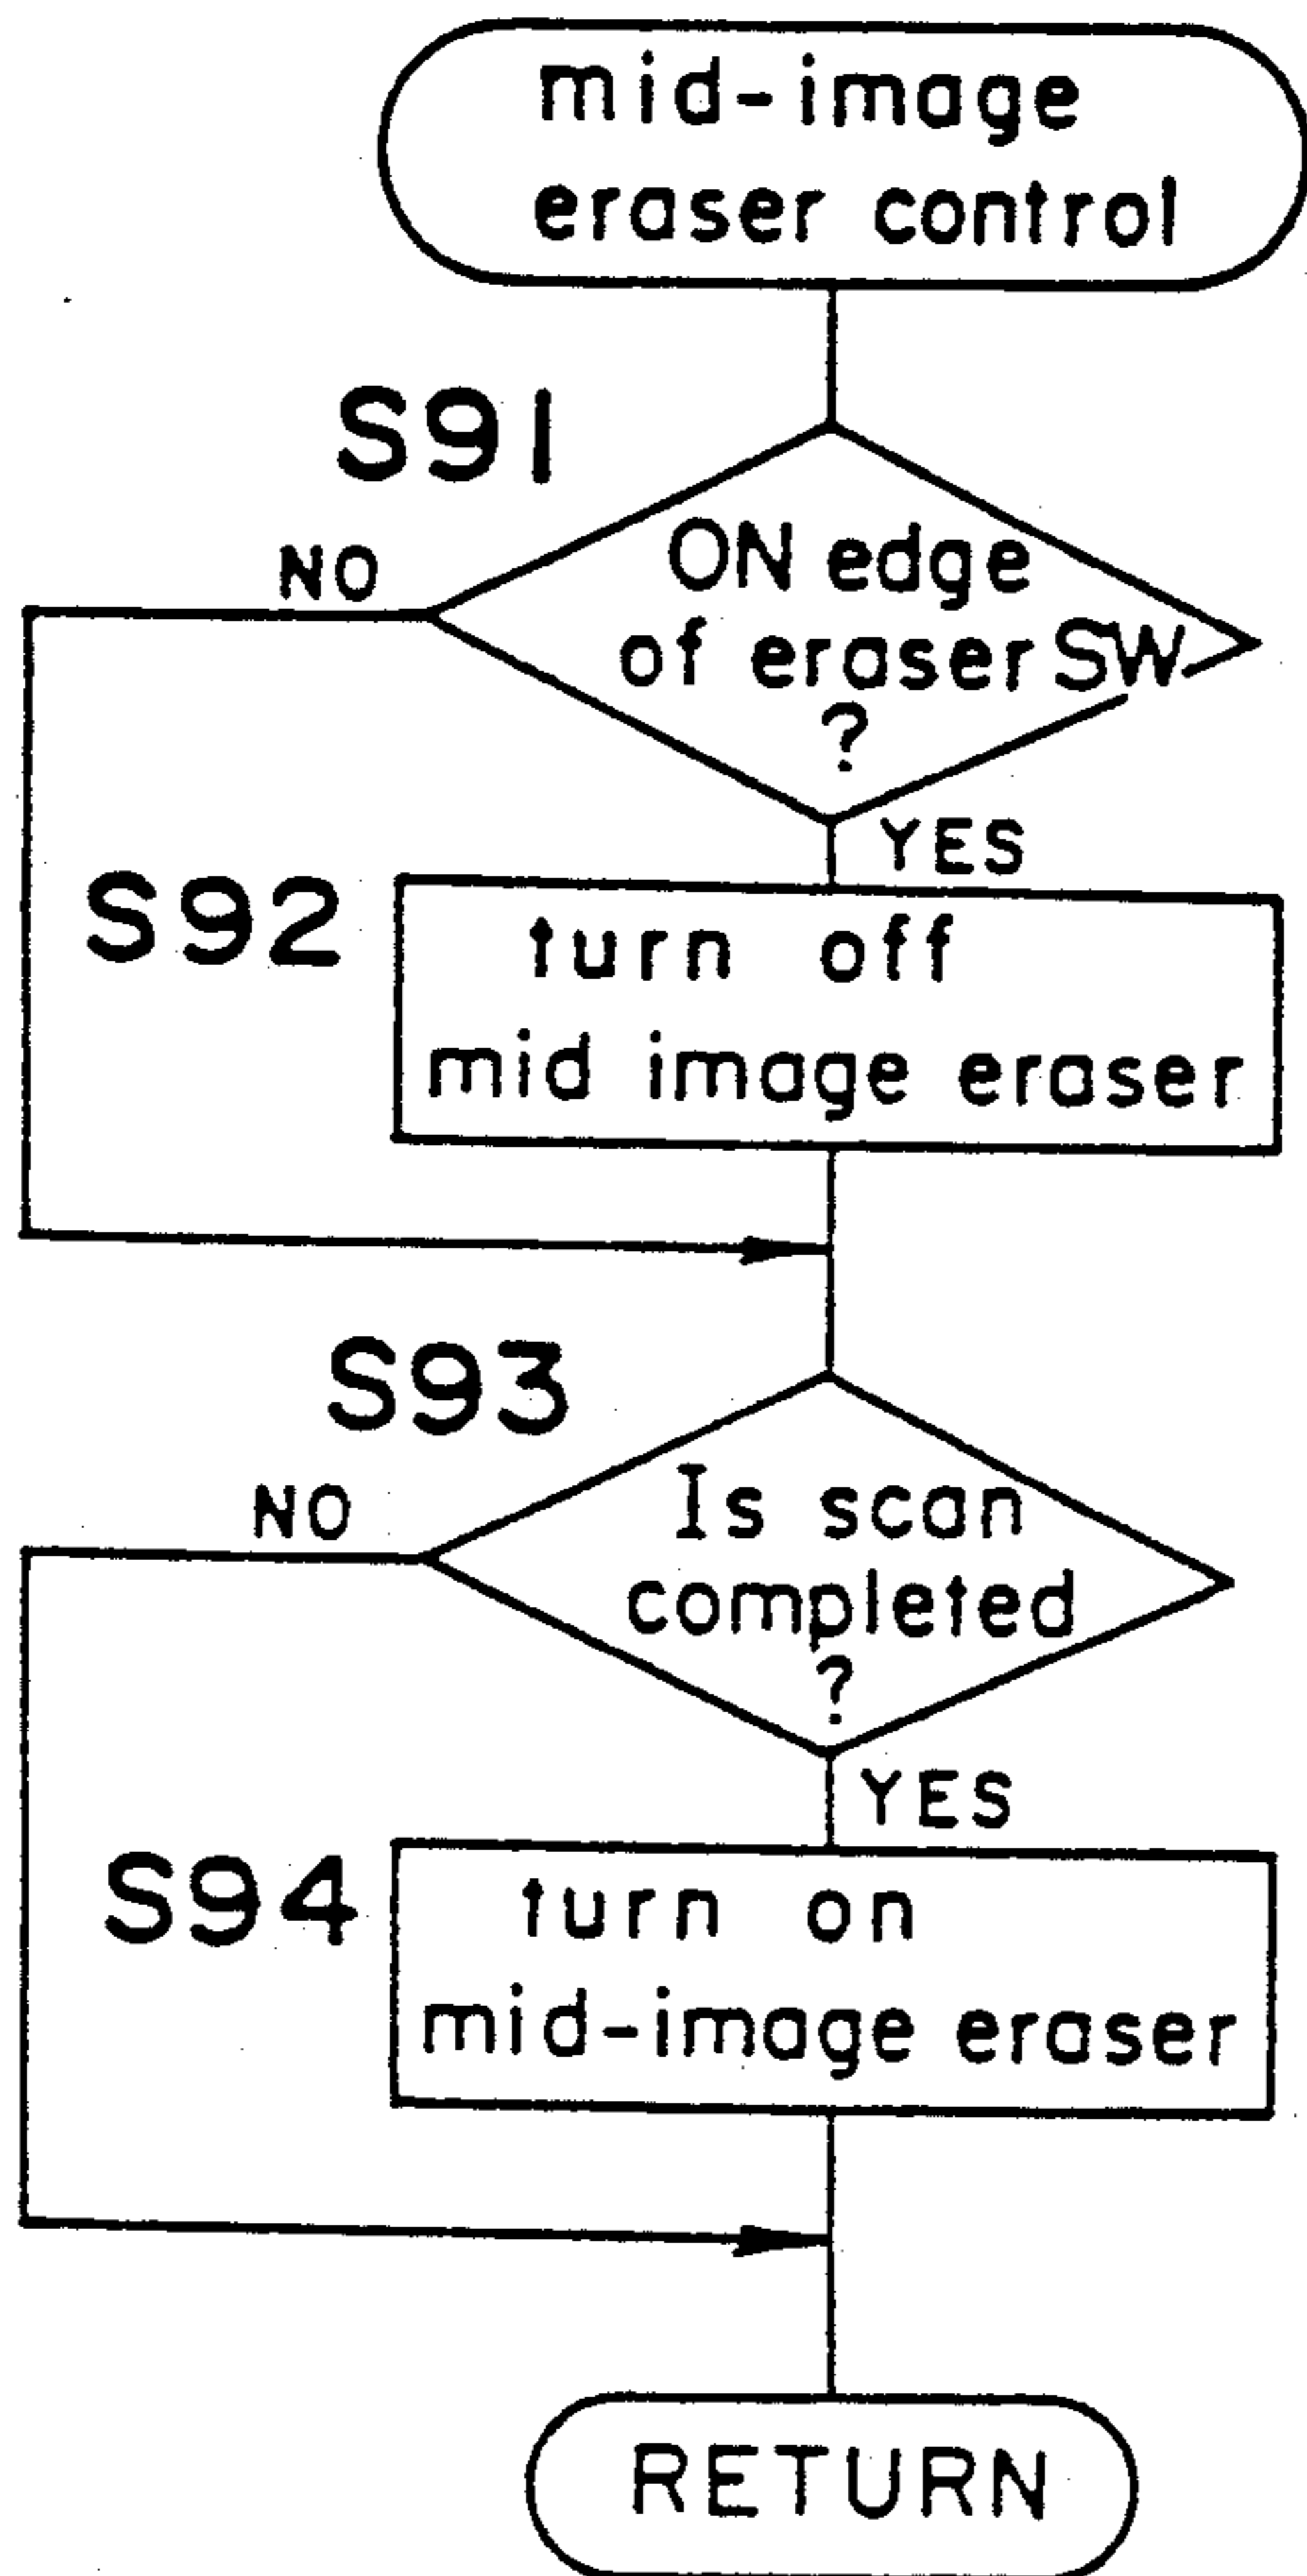 mid-image
eraser control
S91
NO
ON edge
of eraser SW
?
YES
S92
turn off
mid image eraser
S93
NO
Is scan
completed
?
YES
S94
turn on
mid-image eraser
RETURN